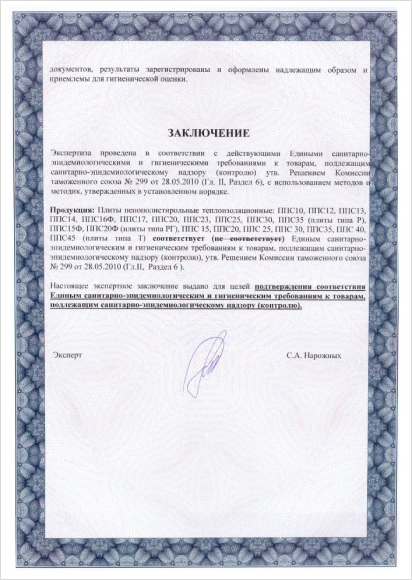 документов, результаты зарегистрированы и оформлены надлежащим образом и
приемлемы для гигиенической оценки.
ЗАКЛЮЧЕНИЕ
Экспертиза проведена в соответствии с действующими Едиными санитарно-
эпидемиологическими и гигиеническими требованиями к товарам, подлежащим
санитарно-эпидемиологическому надзору (контролю) утв. Решением Комиссии
таможенного союза № 299 от 28.05.2010 (Гл. II, Раздел 6), с использованием методов и
методик, утвержденных в установленном порядке.
Продукция: Плиты пенополистирольные теплоизоляционные: ППС10, ППС12, ППС13,
ППС14, ППС16Ф, ППС17, ППС20, ППС23, ППС25, ППС30, ППС35 (плиты типа Р),
ППС15Ф, ППС20Ф (плиты типа РГ), ППС 15, ППС20, ППС 25, ППС 30, ППС35, ППС 40,
ППС45 (плиты типа Т) соответствует (не соответствует) Единым санитарно-
эпидемиологическим и гигиеническим требованиям к товарам, подлежащим санитарно-
эпидемиологическому надзору (контролю), утв. Решением Комиссии таможенного союза
№ 299 от 28.05.2010 (Гл.II, Раздел 6 ).
Настоящее экспертное заключение выдано для целей подтверждения соответствия
Единым санитарно-эпидемиологическим и гигиеническим требованиям к товарам,
подлежащим санитарно-эпидемиологическому надзору (контролю).
Эксперт С.А. Нарожных